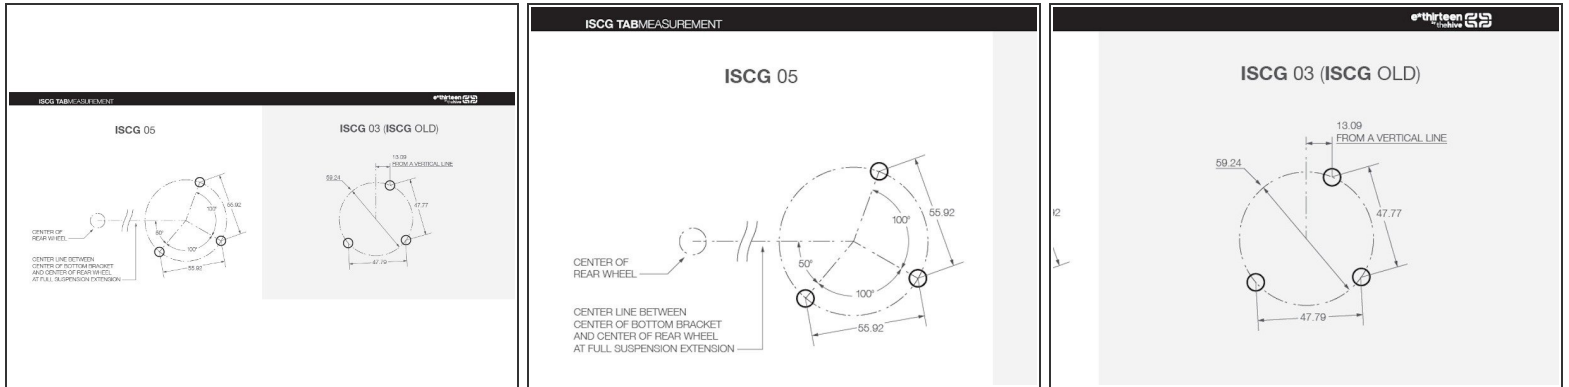 ISCG TABMEASUREMENT
e*thirteen
by thehive
ISCG 05
ISCG 03 (ISCG OLD)
13.09
FROM A VERTICAL LINE
59.24
100°
55.92
47.77
50°
100°
CENTER OF
REAR WHEEL
55.92
47.79
CENTER LINE BETWEEN
CENTER OF BOTTOM BRACKET
AND CENTER OF REAR WHEEL
AT FULL SUSPENSION EXTENSION
ISCG TABMEASUREMENT
ISCG 05
100°
55.92
CENTER OF
REAR WHEEL
50°
100°
CENTER LINE BETWEEN
CENTER OF BOTTOM BRACKET
AND CENTER OF REAR WHEEL
AT FULL SUSPENSION EXTENSION
55.92
e*thirteen
by thehive
ISCG 03 (ISCG OLD)
13.09
FROM A VERTICAL LINE
59.24
47.77
47.79